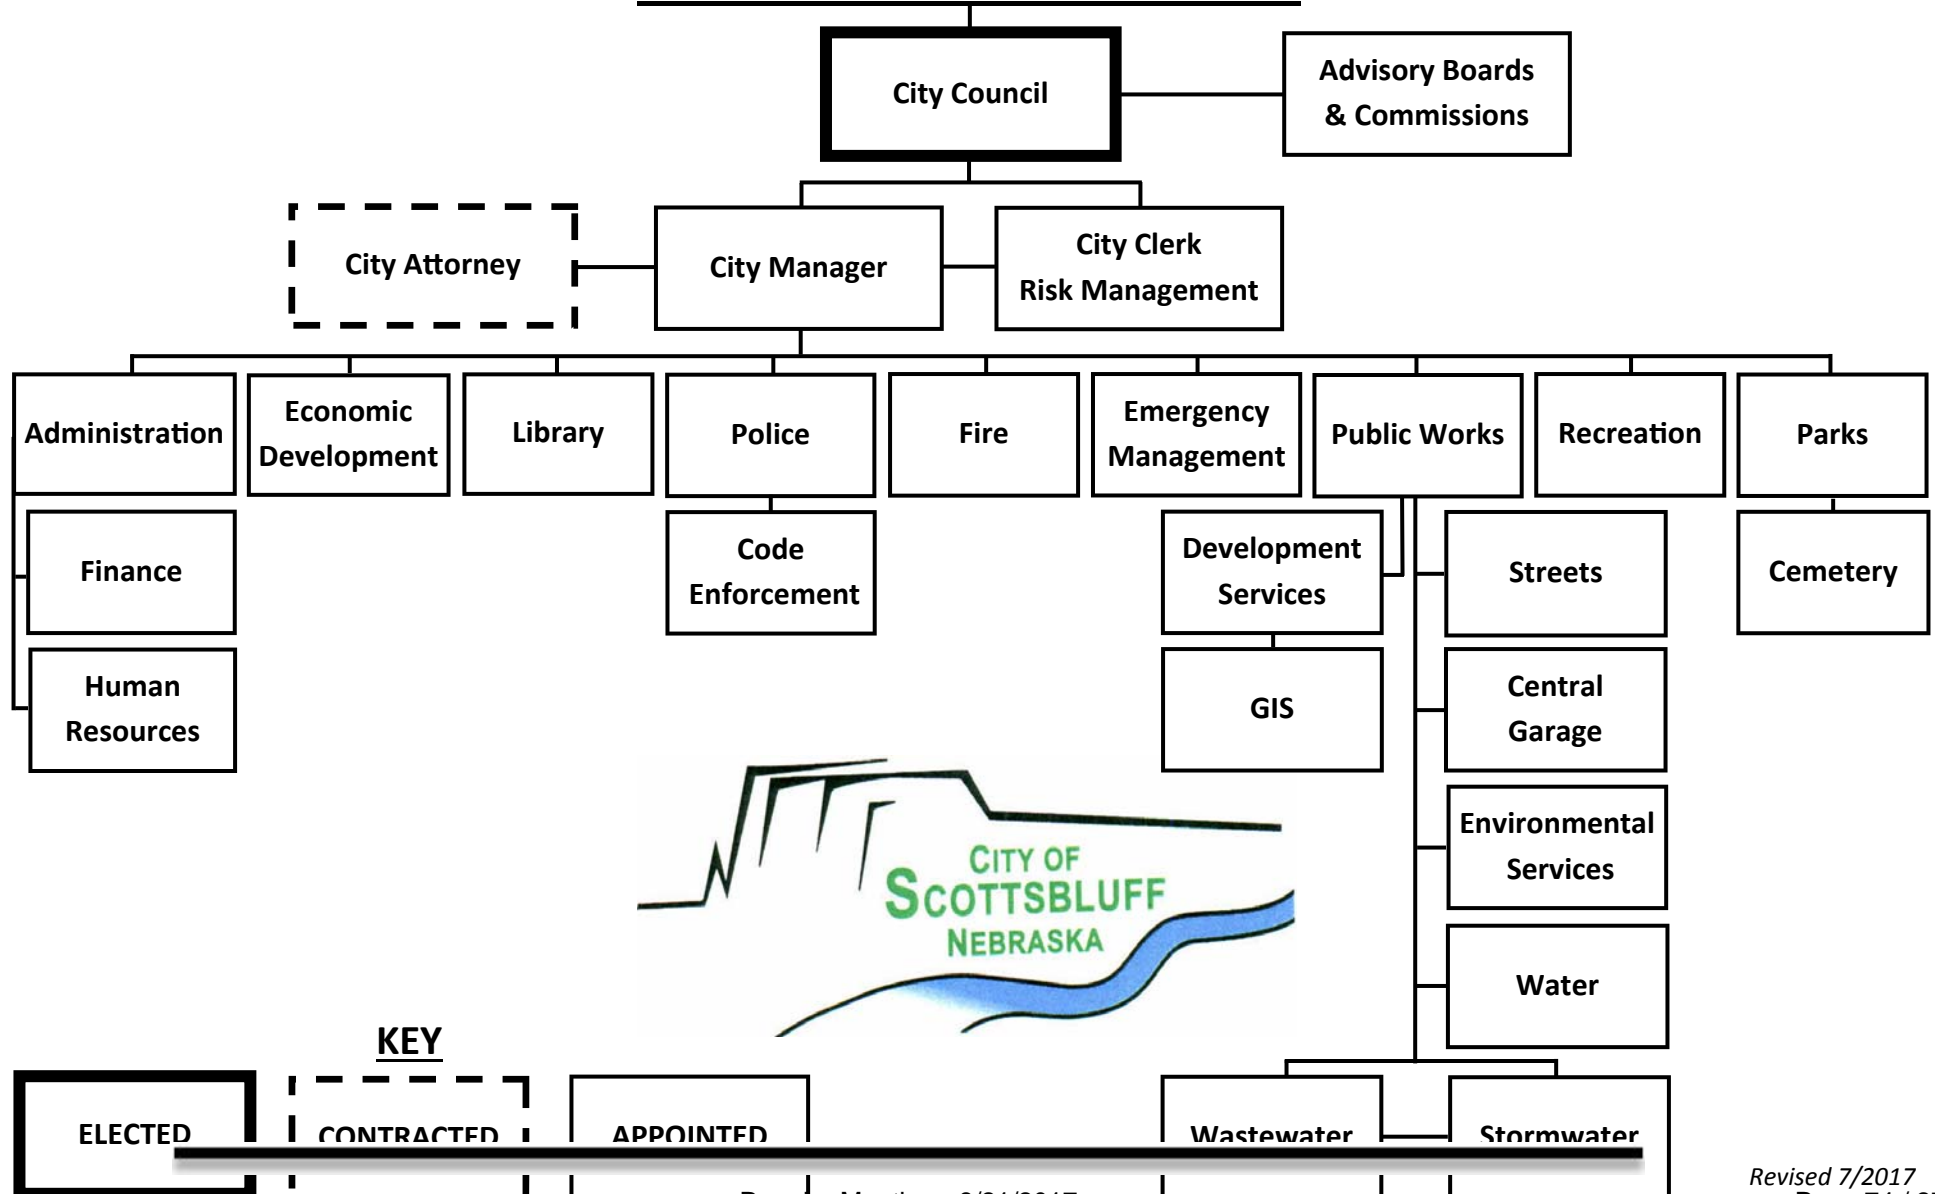 City Council
Advisory Boards
& Commissions
City Attorney
City Manager
City Clerk
Risk Management
Administration
Economic
Development
Library
Police
Fire
Emergency
Management
Public Works
Recreation
Parks
Finance
Code
Enforcement
Development
Services
Streets
Cemetery
Human
Resources
GIS
Central
Garage
Environmental
Services
CITY OF
SCOTTSBLUFF
NEBRASKA
Water
KEY
ELECTED
CONTRACTED
APPOINTED
Wastewater
Stormwater
Revised 7/2017